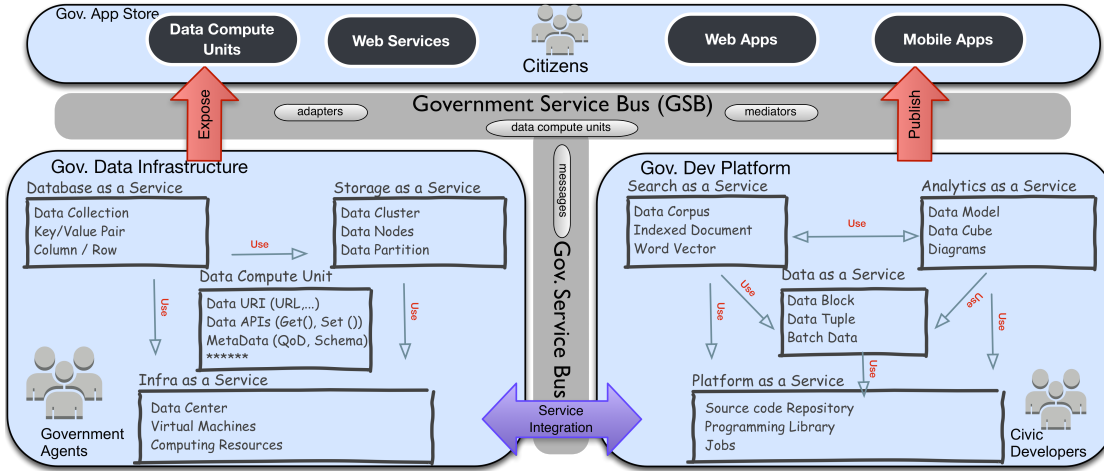 Gov. App Store
Data Compute
Units
Web Services
Citizens
Web Apps
Mobile Apps
Expose
Government Service Bus (GSB)
adapters
mediators
data compute units
Publish
messages
Gov. Service Bus
Gov. Data Infrastructure
Database as a Service
Data Collection
Key/Value Pair
Column / Row
Use
Storage as a Service
Data Cluster
Data Nodes
Data Partition
Use
Data Compute Unit
Data URI (URL,...)
Data APIs (Get(), Set ())
MetaData (QoD, Schema)
******
Use
Infra as a Service
Data Center
Virtual Machines
Computing Resources
Government
Agents
Service
Integration
Gov. Dev Platform
Search as a Service
Data Corpus
Indexed Document
Word Vector
Use
Analytics as a Service
Data Model
Data Cube
Diagrams
Data as a Service
Data Block
Data Tuple
Batch Data
Use
Use
Use
Use
Use
Platform as a Service
Source code Repository
Programming Library
Jobs
Civic
Developers